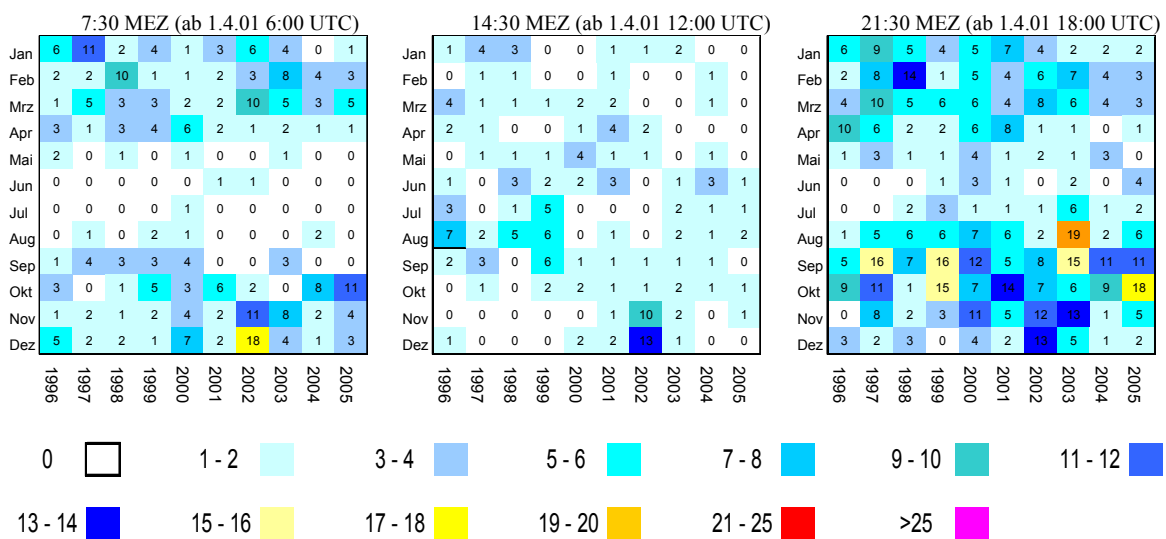 7:30 MEZ (ab 1.4.01 6:00 UTC) 14:30 MEZ (ab 1.4.01 12:00 UTC) 21:30 MEZ (ab 1.4.01 18:00 UTC)
Jan 6 11 2 4 1 3 6 4 0 1 Jan 1 4 3 0 0 1 1 2 0 0 Jan 6 9 5 4 5 7 4 2 2 2
Feb 2 2 10 1 1 2 3 8 4 3 Feb 0 1 1 0 0 1 0 0 1 0 Feb 2 8 14 1 5 4 6 7 4 3
Mrz 1 5 3 3 2 2 10 5 3 5 Mrz 4 1 1 1 2 2 0 0 1 0 Mrz 4 10 5 6 6 4 8 6 4 3
Apr 3 1 3 4 6 2 1 2 1 1 Apr 2 1 0 0 1 4 2 0 0 0 Apr 10 6 2 2 6 8 1 1 0 1
Mai 2 0 1 0 1 0 0 1 0 0 Mai 0 1 1 1 4 1 1 0 1 0 Mai 1 3 1 1 4 1 2 1 3 0
Jun 0 0 0 0 0 1 1 0 0 0 Jun 1 0 3 2 2 3 0 1 3 1 Jun 0 0 0 1 3 1 0 2 0 4
Jul 0 0 0 0 1 0 0 0 0 0 Jul 3 0 1 5 0 0 0 2 1 1 Jul 0 0 2 3 1 1 1 6 1 2
Aug 0 1 0 2 1 0 0 0 2 0 Aug 7 2 5 6 0 1 0 2 1 2 Aug 1 5 6 6 7 6 2 19 2 6
Sep 1 4 3 3 4 0 0 3 0 0 Sep 2 3 0 6 1 1 1 1 1 0 Sep 5 16 7 16 12 5 8 15 11 11
Okt 3 0 1 5 3 6 2 0 8 11 Okt 0 1 0 2 2 1 1 2 2 1 Okt 9 11 1 15 7 14 7 6 9 18
Nov 1 2 1 2 4 2 11 8 2 4 Nov 0 0 0 0 0 1 10 2 0 1 Nov 0 8 2 3 11 5 12 13 1 5
Dez 5 2 2 1 7 2 18 4 1 3 Dez 1 0 0 0 2 2 13 1 0 0 Dez 3 2 3 0 4 2 13 5 1 2
1996 1997 1998 1999 2000 2001 2002 2003 2004 2005 1996 1997 1998 1999 2000 2001 2002 2003 2004 2005 1996 1997 1998 1999 2000 2001 2002 2003 2004 2005
0 1 - 2 3 - 4 5 - 6 7 - 8 9 - 10 11 - 12
13 - 14 15 - 16 17 - 18 19 - 20 21 - 25 >25